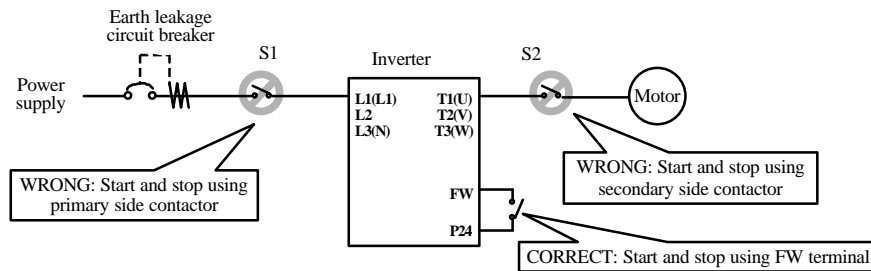 Earth leakage
circuit breaker
S1
Inverter
S2
Power
supply
L1(L1)
T1(U)
L2
T2(V)
L3(N)
T3(W)
Motor
WRONG: Start and stop using
primary side contactor
WRONG: Start and stop using
secondary side contactor
FW
P24
CORRECT: Start and stop using FW terminal